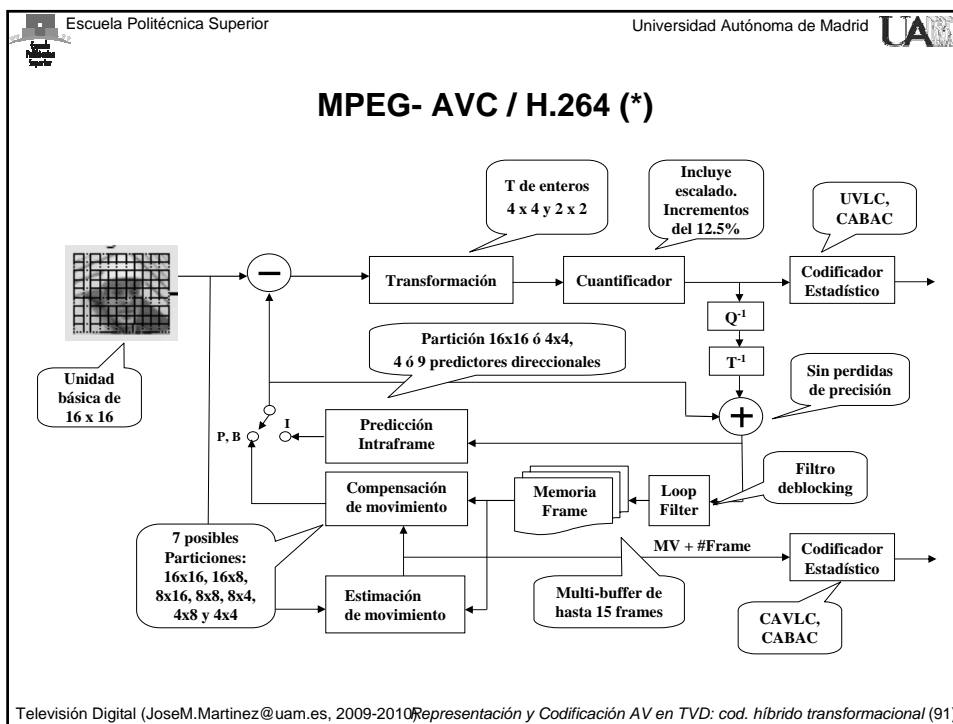 Escuela Politécnica Superior
Universidad Autónoma de Madrid
UAM
Escuela
Politécnica
Superior
MPEG- AVC / H.264 (*)
T de enteros
4 x 4 y 2 x 2
Incluye
escalado.
Incrementos
del 12.5%
UVLC,
CABAC
Transformación
Cuantificador
Codificador
Estadístico
Q-1
T-1
Unidad
básica de
16 x 16
Partición 16x16 ó 4x4,
4 ó 9 predictores direccionales
Sin perdidas
de precisión
P, B
I
Predicción
Intraframe
Compensación
de movimiento
Memoria
Frame
Loop
Filter
Filtro
deblocking
7 posibles
Particiones:
16x16, 16x8,
8x16, 8x8, 8x4,
4x8 y 4x4
MV + #Frame
Codificador
Estadístico
Estimación
de movimiento
Multi-buffer de
hasta 15 frames
CAVLC,
CABAC
Televisión Digital (JoseM.Martinez@uam.es, 2009-2010)
Representación y Codificación AV en TVD: cod. híbrido transformacional (91)